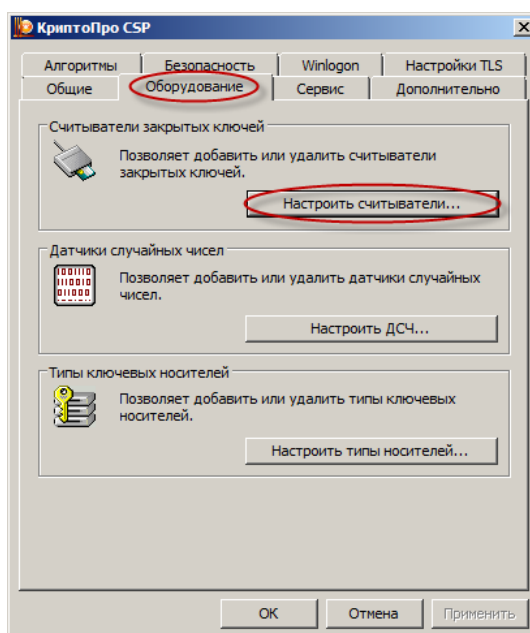 КриптоПро CSP
Алгоритмы Безопасность Winlogon Настройки TLS
Общие Оборудование Сервис Дополнительно
Считыватели закрытых ключей
Позволяет добавить или удалить считыватели
закрытых ключей.
Настроить считыватели...
Датчики случайных чисел
Позволяет добавить или удалить датчики случайных
чисел.
Настроить ДСЧ...
Типы ключевых носителей
Позволяет добавить или удалить типы ключевых
носителей.
Настроить типы носителей...
ОК Отмена Применить